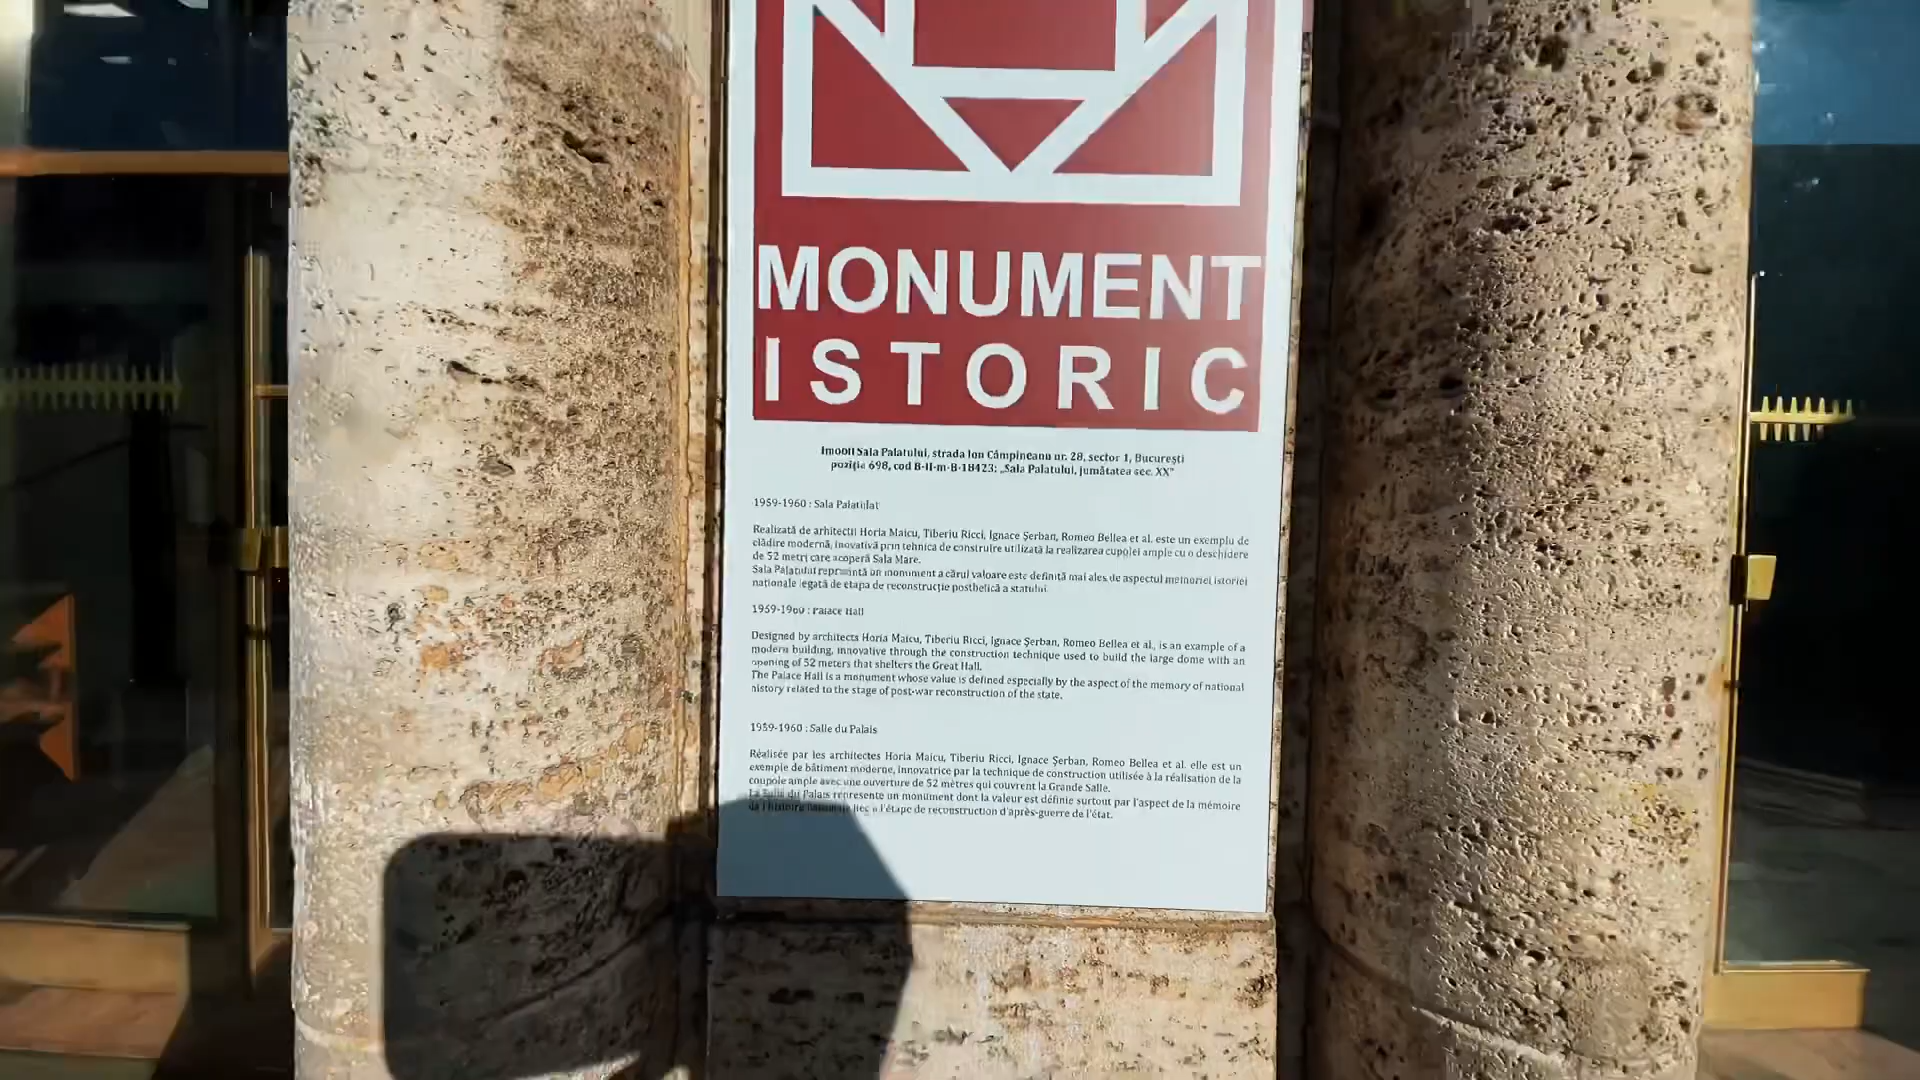 MONUMENT
ISTORIC
Imobil Sala Palatului, strada Ion Câmpineanu nr. 28, sector 1, București
poziția 698, cod B-II-m-B-18423: „Sala Palatului, jumătatea sec. XX"
1959-1960 : Sala
Realizată de arhitectii Horia Maicu, Tiberiu Ricci, Ignace Șerban, Romeo Bellea et al. este un exemplu de
clădire modernă, inovativă prin tehnica de construire utilizată la realizarea cupolei ample cu o deschidere
de 52 metri care acoperă Sala Mare.
Sala Palatului un monument a cărui valoare este definită mai ales de aspectul memoriei istoriei
naționale legată de etapa de reconstrucție postbelică a statului.
1959-1960 : Palace Hall
Designed by architects Horia Maicu, Tiberiu Ricci, Ignace Șerban, Romeo Bellea et al., is an example of a
modern building, innovative through the construction technique used to build the large dome with an
opening of 52 meters that shelters the Great Hall.
The Palace Hall is a monument whose value is defined especially by the aspect of the memory of national
history related to the stage of post-war reconstruction of the state.
1959-1960 : Salle du Palais
Réalisée par les architectes Horia Maicu, Tiberiu Ricci, Ignace Șerban, Romeo Bellea et al. elle est un
exemple de bâtiment moderne, innovatrice par la technique de construction utilisée à la réalisation de la
coupole ample avec une ouverture de 52 mètres qui couvrent la Grande Salle.
La Salle du Palais represente un monument dont la valeur est définie surtout par l'aspect de la mémoire
de l'histoire nationale à l'étape de reconstruction d'après-guerre de l'état.